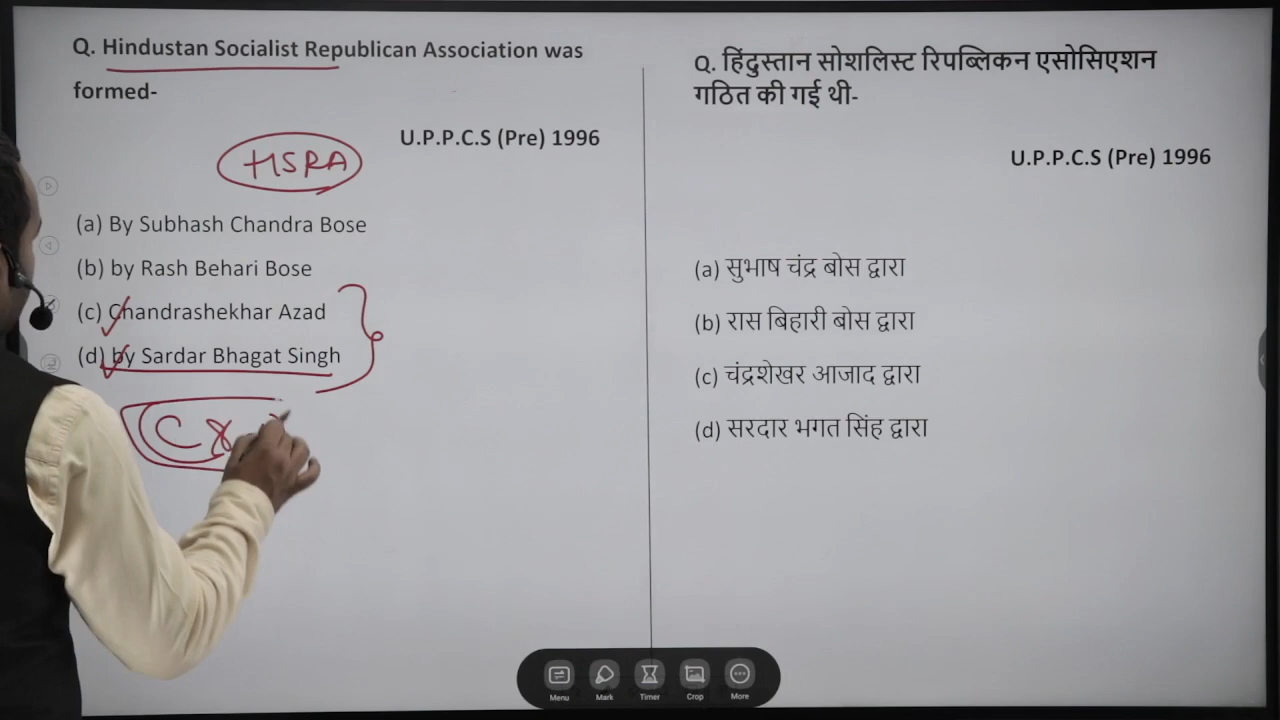 Q. Hindustan Socialist Republican Association was
formed-
U.P.P.C.S (Pre) 1996
HSRA
(a) By Subhash Chandra Bose
(b) by Rash Behari Bose
(c) Chandrashekhar Azad
(d) by Sardar Bhagat Singh
C
Q. हिंदुस्तान सोशलिस्ट रिपब्लिकन एसोसिएशन
गठित की गई थी-
U.P.P.C.S (Pre) 1996
(a) सुभाष चंद्र बोस द्वारा
(b) रास बिहारी बोस द्वारा
(c) चंद्रशेखर आजाद द्वारा
(d) सरदार भगत सिंह द्वारा
Menu Mark Timer Crop More